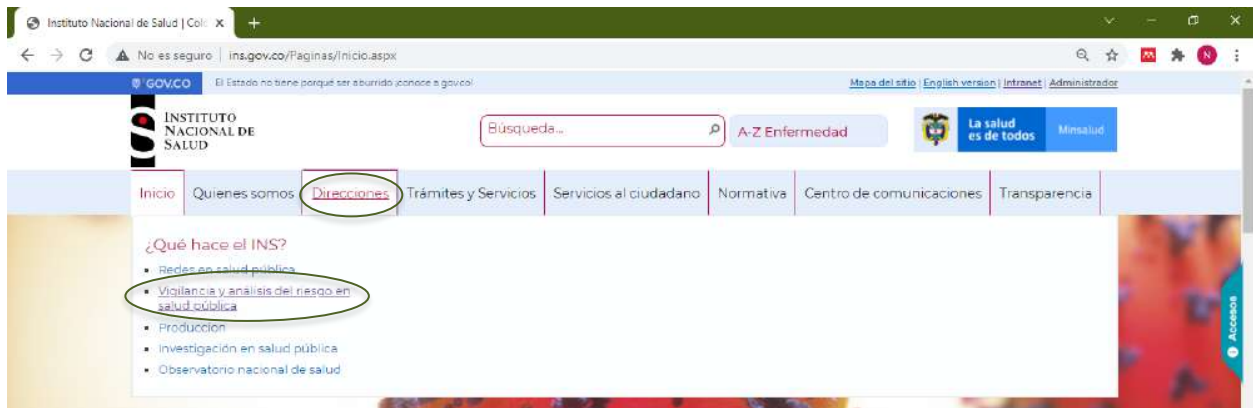 Instituto Nacional de Salud | Col
No es seguro | ins.gov.co/Paginas/Inicio.aspx
N
GOV.CO El Estado no tiene porqué ser aburrido ¡conoce a gov.co!
Mapa del sitio | English version | Intranet | Administrador
INSTITUTO
NACIONAL DE
SALUD
Búsqueda...
A-Z Enfermedad
La salud
es de todos
Minsalud
Inicio
Quienes somos
Direcciones
Trámites y Servicios
Servicios al ciudadano
Normativa
Centro de comunicaciones
Transparencia
¿Qué hace el INS?
Redes en salud pública
Vigilancia y análisis del riesgo en
salud pública
Produccion
Investigación en salud pública
Observatorio nacional de salud
Accesos